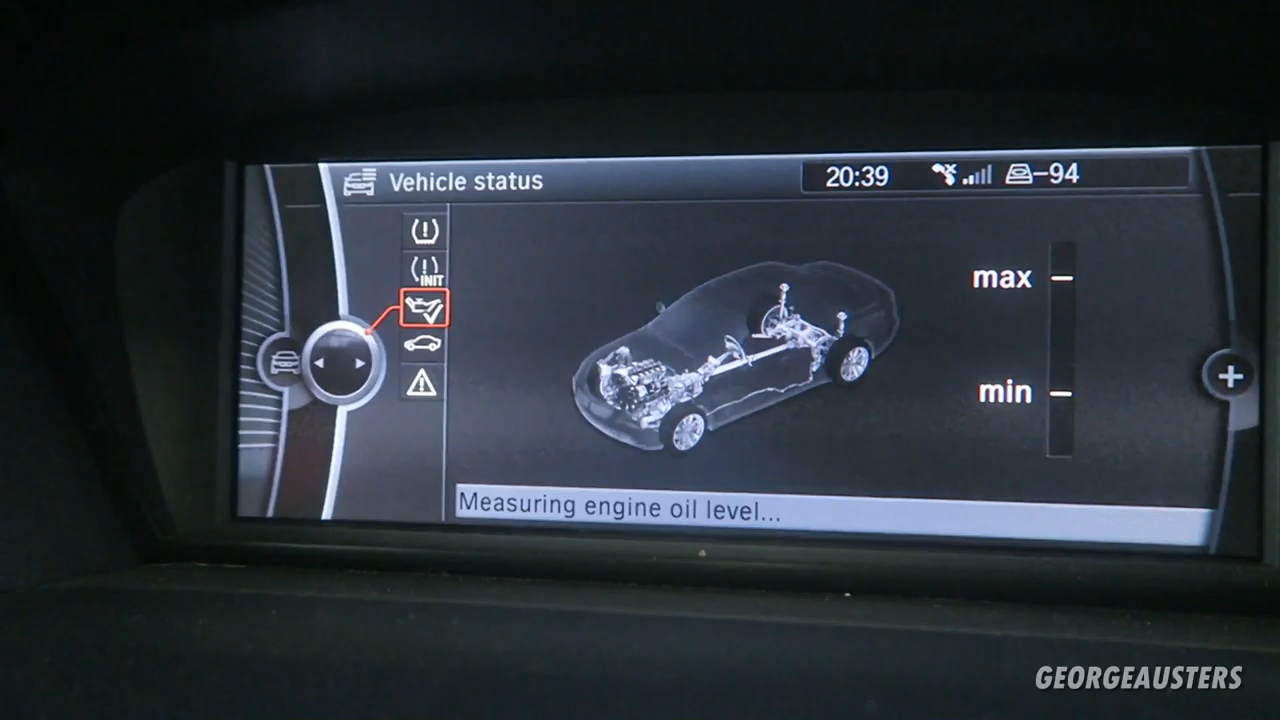 Vehicle status
20:39
-94
INIT
max
min
Measuring engine oil level...
GEORGEAUSTERS